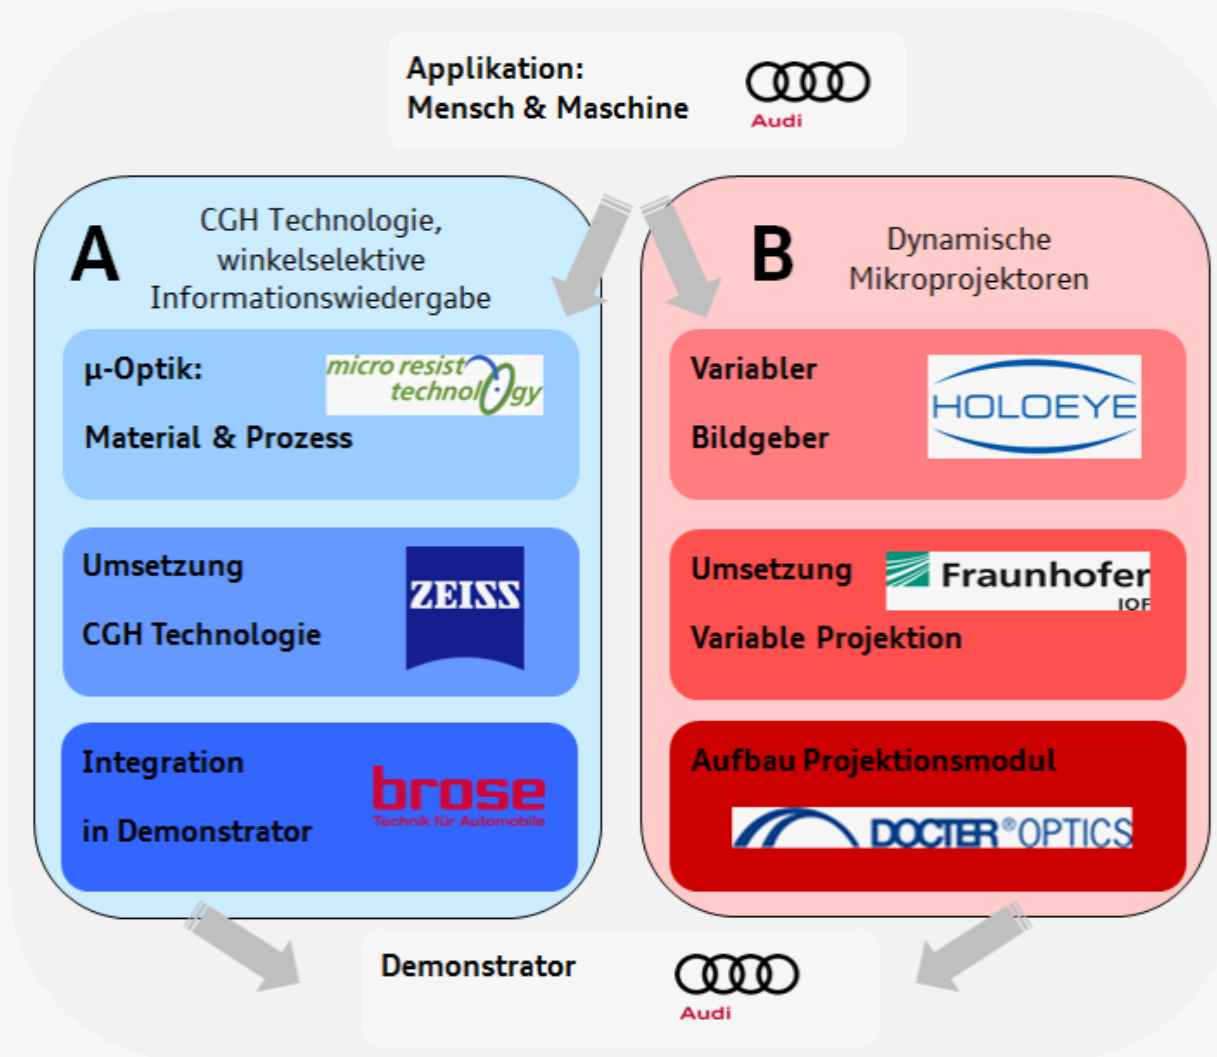 Applikation:
Mensch & Maschine
Audi
A
CGH Technologie,
winkelselektive
Informationswiedergabe
µ-Optik:
micro resist
technology
Material & Prozess
Umsetzung
ZEISS
CGH Technologie
Integration
brose
Technik für Automobile
in Demonstrator
B
Dynamische
Mikroprojektoren
Variabler
HOLOEYE
Bildgeber
Umsetzung
Fraunhofer
IOF
Variable Projektion
Aufbau Projektionsmodul
DOCTER®OPTICS
Demonstrator
Audi